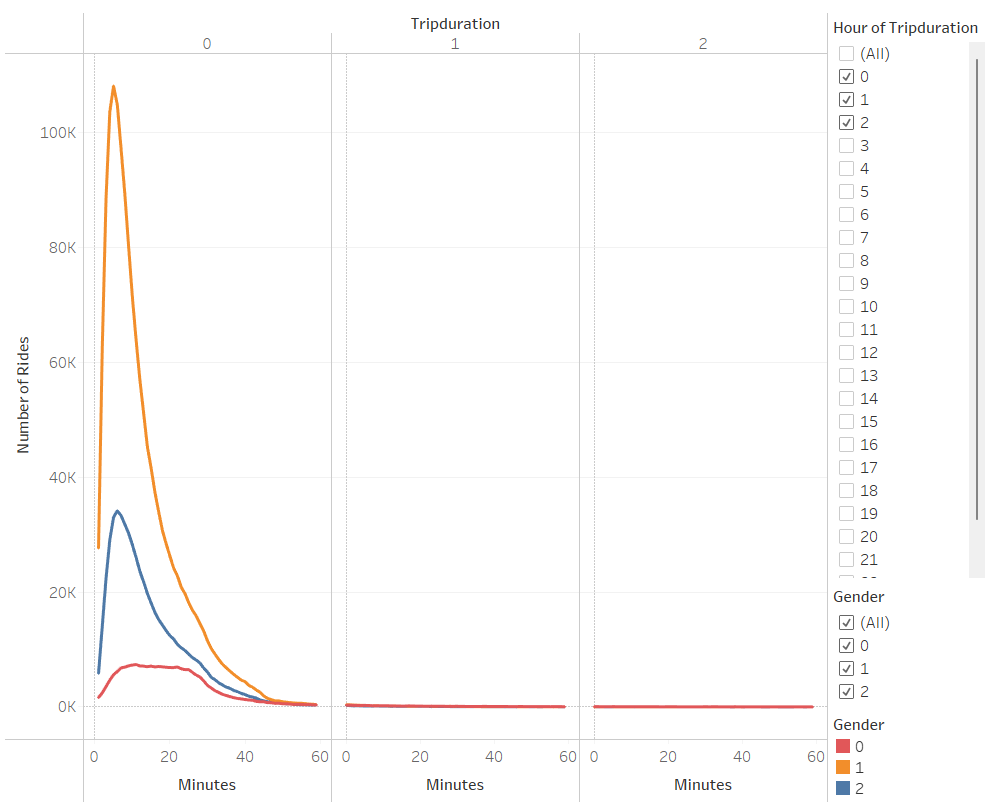 Tripduration
0 1 2
100K
80K
60K
40K
20K
0K
Number of Rides
0 20 40 60 0 20 40 60 0 20 40 60
Minutes Minutes Minutes
Hour of Tripduration
(All)
0
1
2
3
4
5
6
7
8
9
10
11
12
13
14
15
16
17
18
19
20
21
Gender
(All)
0
1
2
Gender
0
1
2